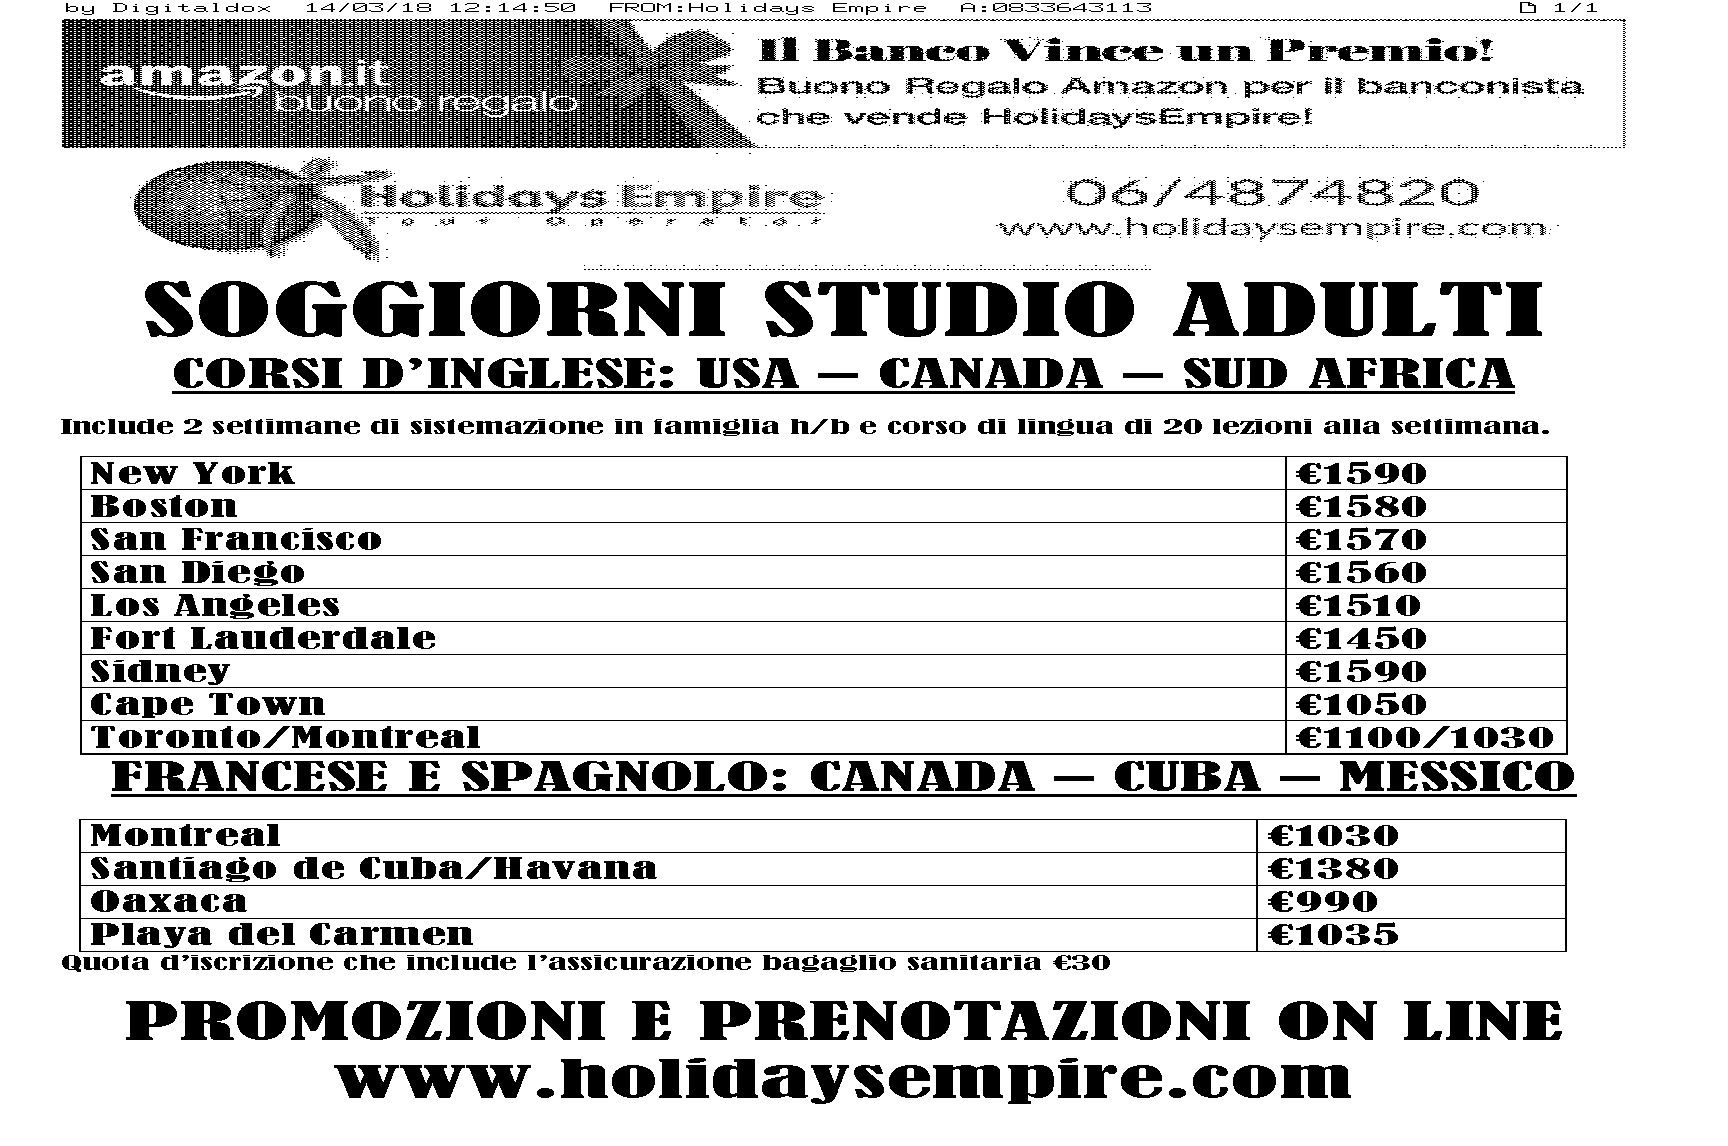 by Digitaldox 14/03/18 12:14:50 FROM:Holidays Empire A:0833643113 1/1
amazon.it
buono regalo
Il Banco Vince un Premio!
Buono Regalo Amazon per il banconista
che vende HolidaysEmpire!
Holidays Empire
Tour Operator
06/4874820
www.holidaysempire.com
SOGGIORNI STUDIO ADULTI
CORSI D'INGLESE: USA – CANADA – SUD AFRICA
Include 2 settimane di sistemazione in famiglia h/b e corso di lingua di 20 lezioni alla settimana.
New York €1590
Boston €1580
San Francisco €1570
San Diego €1560
Los Angeles €1510
Fort Lauderdale €1450
Sidney €1590
Cape Town €1050
Toronto/Montreal €1100/1030
FRANCESE E SPAGNOLO: CANADA – CUBA – MESSICO
Montreal €1030
Santiago de Cuba/Havana €1380
Oaxaca €990
Playa del Carmen €1035
Quota d'iscrizione che include l'assicurazione bagaglio sanitaria €30
PROMOZIONI E PRENOTAZIONI ON LINE
www.holidaysempire.com